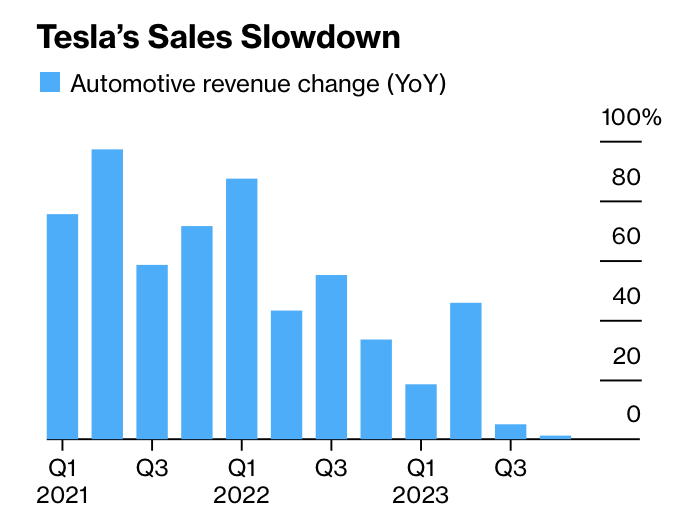 Tesla’s Sales Slowdown
Automotive revenue change (YoY)
100%
80
60
40
20
0
Q1 Q3 Q1 Q3 Q1 Q3
2021 2022 2023